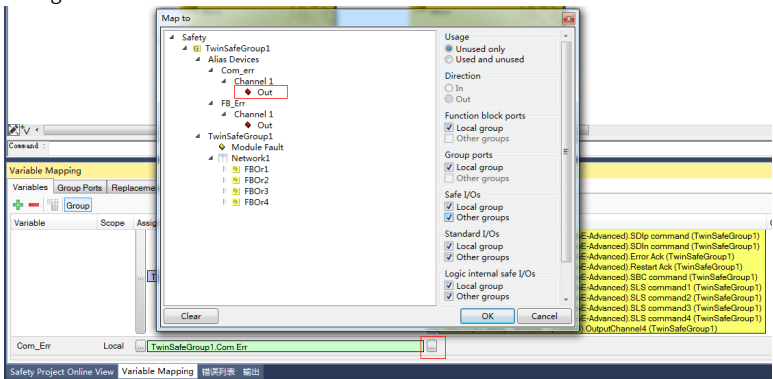 Map to
Safety
TwinSafeGroup1
Alias Devices
Com_err
Channel 1
Out
FB_Err
Channel 1
Out
TwinSafeGroup1
Module Fault
Network1
FBOr1
FBOr2
FBOr3
FBOr4
Usage
Unused only
Used and unused
Direction
In
Out
Function block ports
Local group
Other groups
Group ports
Local group
Other groups
Safe I/Os
Local group
Other groups
Standard I/Os
Local group
Other groups
Logic internal safe I/Os
Local group
Other groups
Clear
OK
Cancel
Command :
Variable Mapping
Variables
Group Ports
Replaceme
Group
Variable
Scope
Assig
E-Advanced).SDIp command (TwinSafeGroup1)
E-Advanced).SDIn command (TwinSafeGroup1)
E-Advanced).Error Ack (TwinSafeGroup1)
E-Advanced).Restart Ack (TwinSafeGroup1)
E-Advanced).SBC command (TwinSafeGroup1)
E-Advanced).SLS command1 (TwinSafeGroup1)
E-Advanced).SLS command2 (TwinSafeGroup1)
E-Advanced).SLS command3 (TwinSafeGroup1)
E-Advanced).SLS command4 (TwinSafeGroup1)
).OutputChannel4 (TwinSafeGroup1)
Com_Err
Local
TwinSafeGroup1.Com Err
Safety Project Online View
Variable Mapping
错误列表
输出